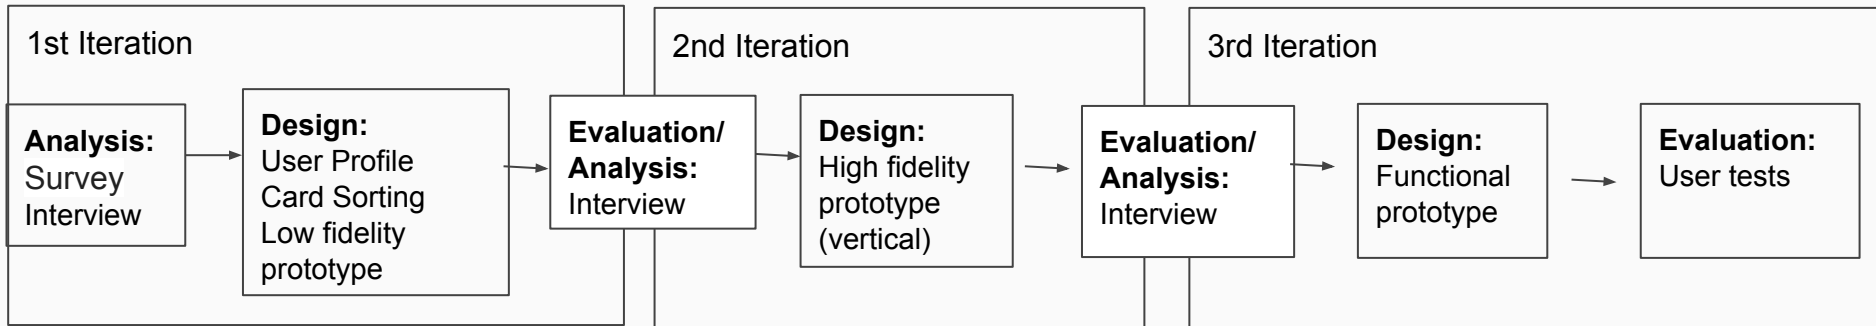 1st Iteration
Analysis:
Survey
Interview
Design:
User Profile
Card Sorting
Low fidelity
prototype
Evaluation/
Analysis:
Interview
2nd Iteration
Design:
High fidelity
prototype
(vertical)
Evaluation/
Analysis:
Interview
3rd Iteration
Design:
Functional
prototype
Evaluation:
User tests